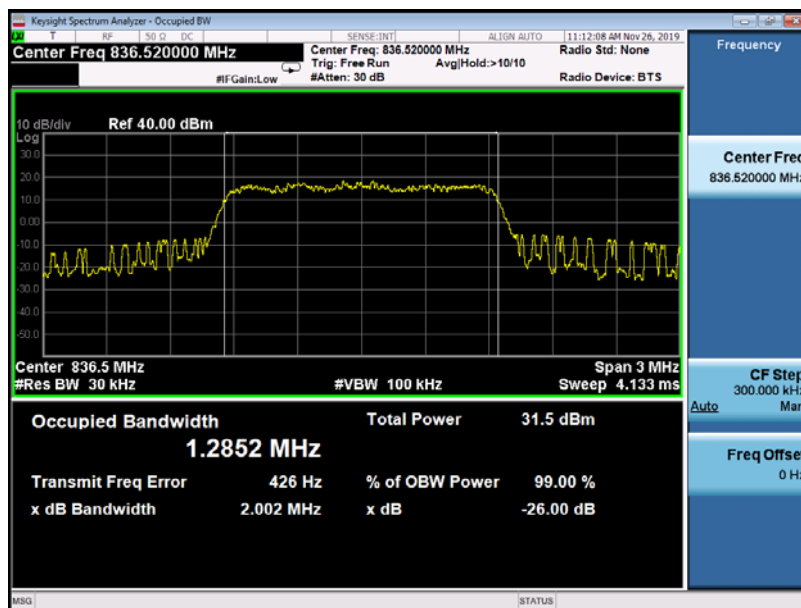 Keysight Spectrum Analyzer - Occupied BW
T RF 50 Ω DC SENSE:INT ALIGN AUTO 11:12:08 AM Nov 26, 2019
Center Freq 836.520000 MHz
Center Freq: 836.520000 MHz Radio Std: None
Trig: Free Run Avg|Hold:>10/10
#IFGain:Low #Atten: 30 dB Radio Device: BTS
10 dB/div Ref 40.00 dBm
Log
30.0
20.0
10.0
0.00
-10.0
-20.0
-30.0
-40.0
-50.0
Center 836.5 MHz Span 3 MHz
#Res BW 30 kHz #VBW 100 kHz Sweep 4.133 ms
Occupied Bandwidth Total Power 31.5 dBm
1.2852 MHz
Transmit Freq Error 426 Hz % of OBW Power 99.00 %
x dB Bandwidth 2.002 MHz x dB -26.00 dB
MSG STATUS
Frequency
Center Freq
836.520000 MHz
CF Step
300.000 kHz
Auto Man
Freq Offset
0 Hz